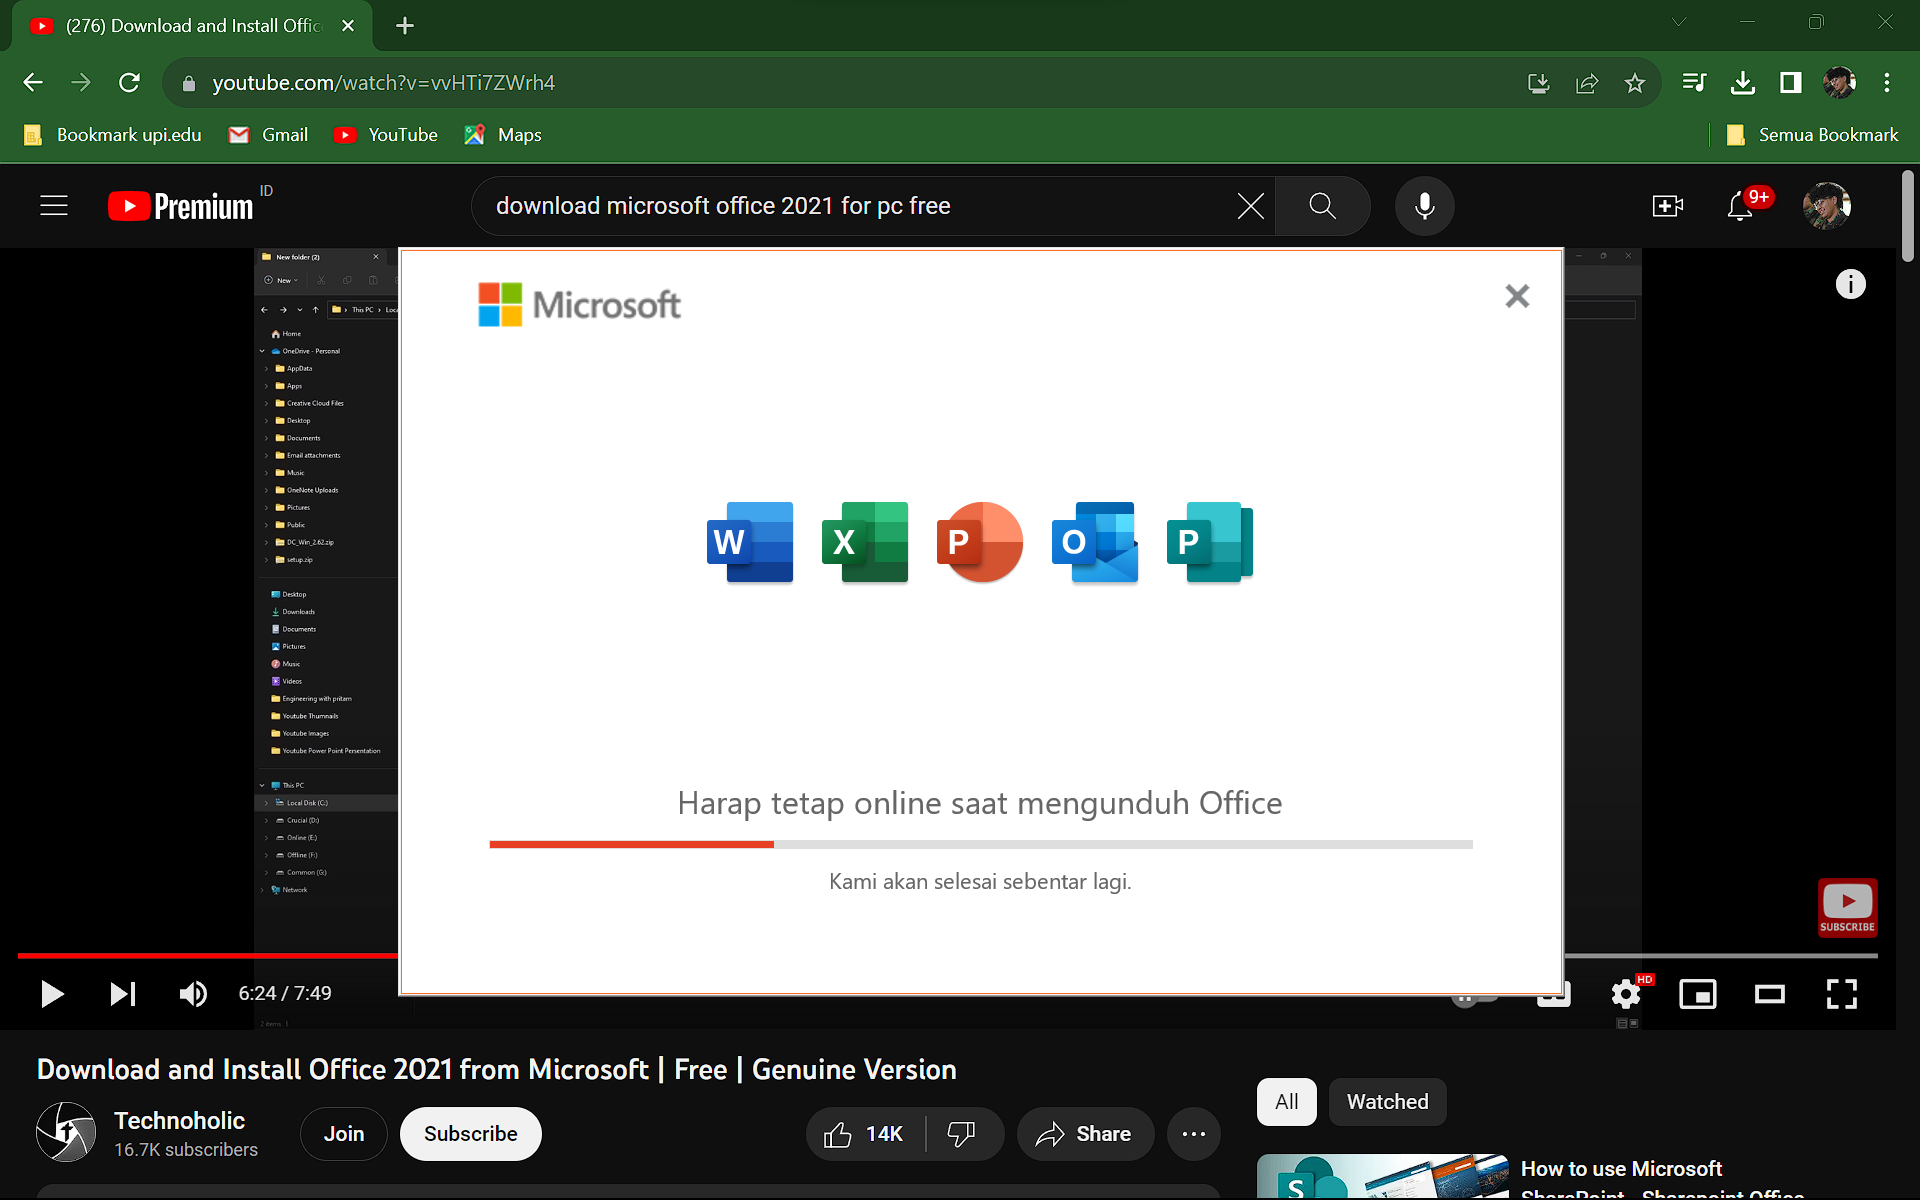 (276) Download and Install Offic
youtube.com/watch?v=vvHTi7ZWrh4
Bookmark upi.edu
Gmail
YouTube
Maps
Semua Bookmark
Premium
ID
download microsoft office 2021 for pc free
9+
New folder (2)
New
This PC > Loca
Home
OneDrive - Personal
AppData
Apps
Creative Cloud Files
Desktop
Documents
Email attachments
Music
OneNote Uploads
Pictures
Public
DC_Win_2.62.zip
setup.zip
Desktop
Downloads
Documents
Pictures
Music
Videos
Engineering with pritam
Youtube Thumnails
Youtube Images
Youtube Power Point Persentation
This PC
Local Disk (C:)
Crucial (D:)
Online (E:)
Offline (F:)
Common (G:)
Network
2 items
Microsoft
W
X
P
O
P
Harap tetap online saat mengunduh Office
Kami akan selesai sebentar lagi.
SUBSCRIBE
6:24 / 7:49
HD
Download and Install Office 2021 from Microsoft | Free | Genuine Version
Technoholic
16.7K subscribers
Join
Subscribe
14K
Share
All
Watched
S
How to use Microsoft
SharePoint - Sharepoint Office